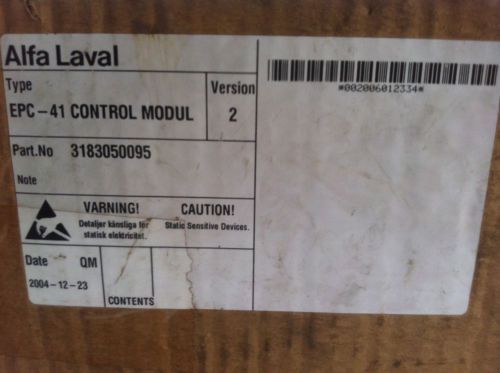 Alfa Laval
Type
Version
EPC-41 CONTROL MODUL
2
*002006012334*
Part.No 3183050095
Note
VARNING!
Detaljer känsliga för
statisk elektricitet.
CAUTION!
Static Sensitive Devices.
Date QM
2004-12-23
CONTENTS